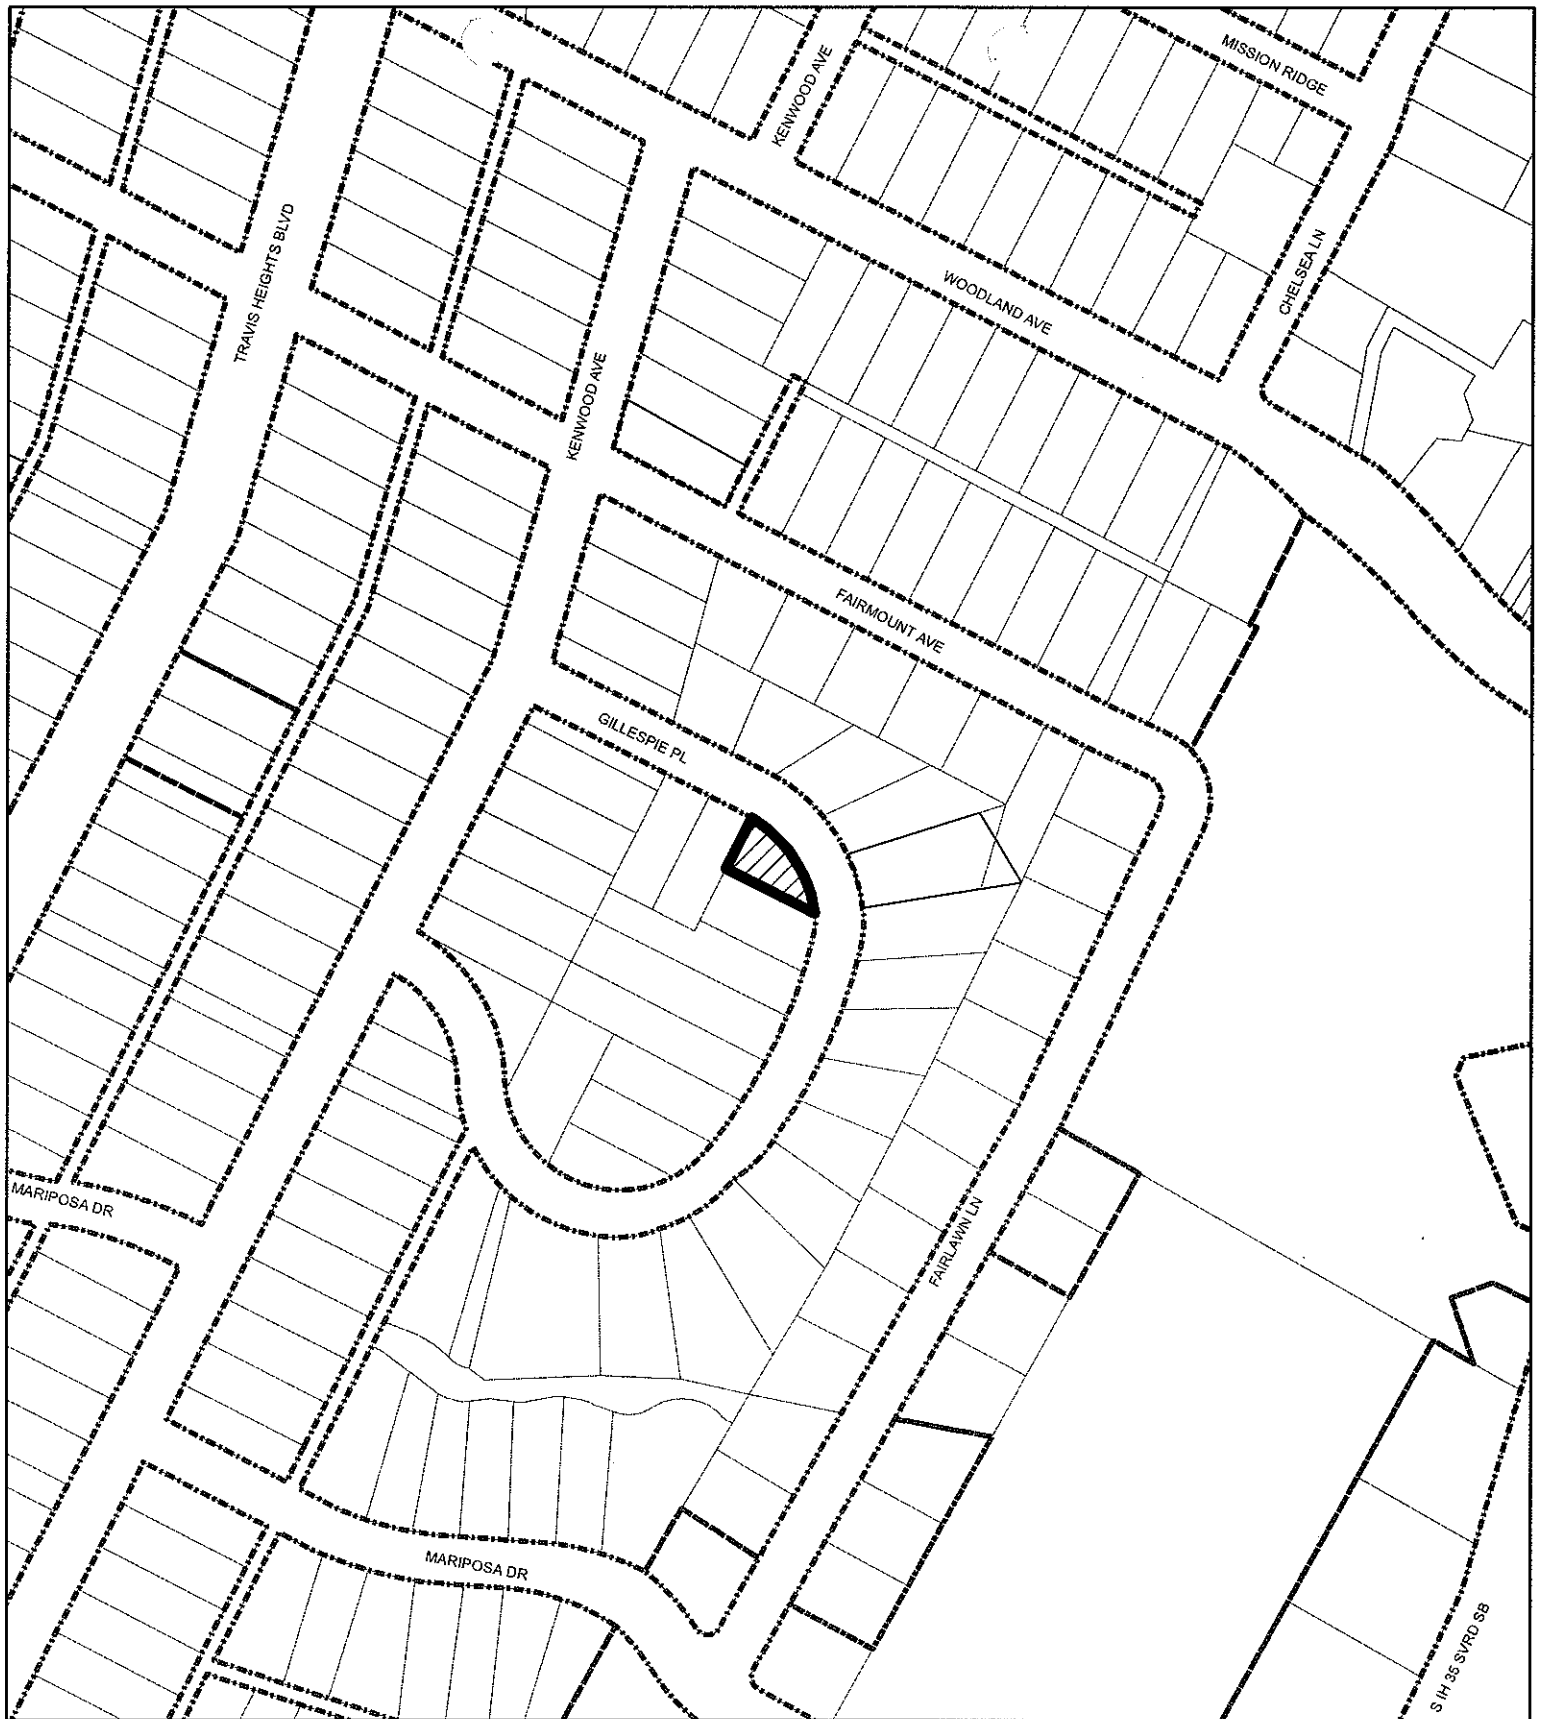 MISSION RIDGE
KENWOOD AVE
TRAVIS HEIGHTS BLVD
CHELSEA LN
WOODLAND AVE
KENWOOD AVE
FAIRMOUNT AVE
GILLESPIE PL
MARIPOSA DR
FAIRLAWN LN
MARIPOSA DR
S IH 35 SVRD SB